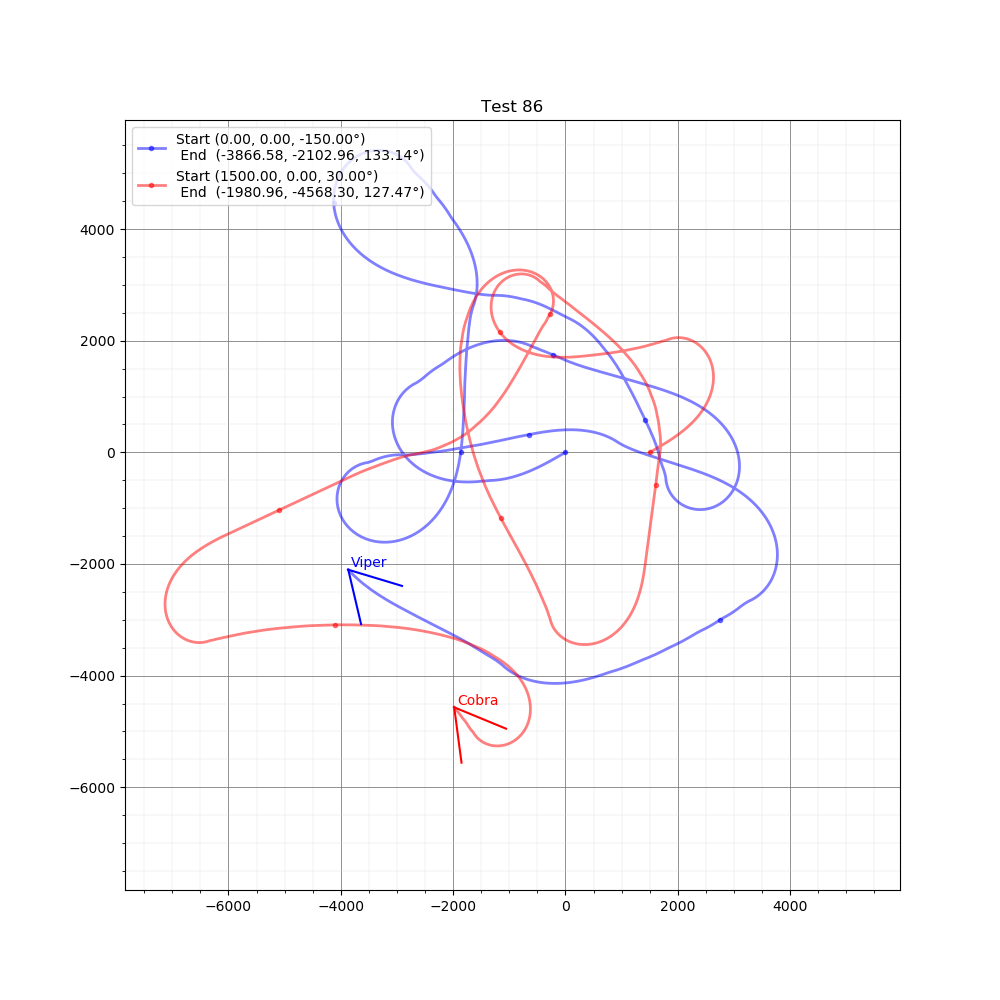 Test 86
Start (0.00, 0.00, -150.00°)
End  (-3866.58, -2102.96, 133.14°)
Start (1500.00, 0.00, 30.00°)
End  (-1980.96, -4568.30, 127.47°)
4000
2000
0
−2000
−4000
−6000
Viper
Cobra
−6000 −4000 −2000 0 2000 4000